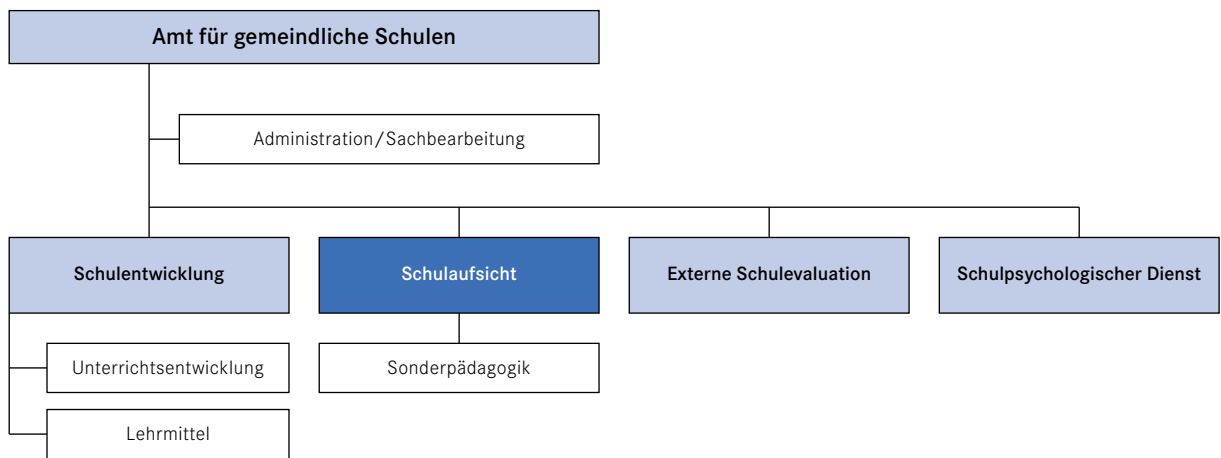 Amt für gemeindliche Schulen
Administration/Sachbearbeitung
Schulentwicklung
Schulaufsicht
Externe Schulevaluation
Schulpsychologischer Dienst
Unterrichtsentwicklung
Sonderpädagogik
Lehrmittel